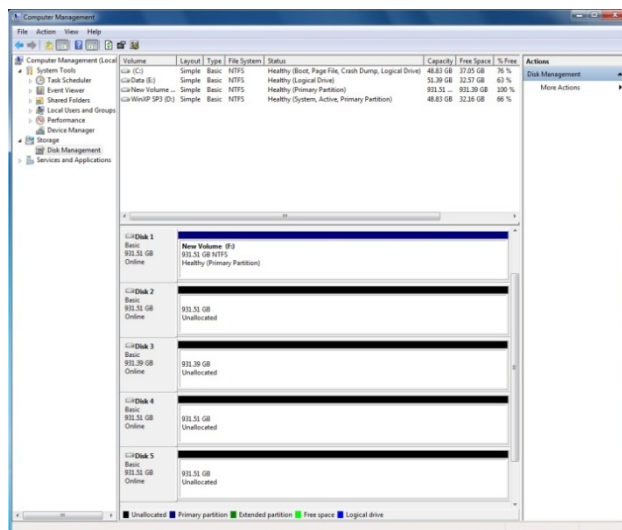 Computer Management
File Action View Help
Computer Management (Local
System Tools
Task Scheduler
Event Viewer
Shared Folders
Local Users and Groups
Performance
Device Manager
Storage
Disk Management
Services and Applications
Volume Layout Type File System Status Capacity Free Space % Free
(C:) Simple Basic NTFS Healthy (Boot, Page File, Crash Dump, Logical Drive) 48.83 GB 37.05 GB 76 %
Data (E:) Simple Basic NTFS Healthy (Logical Drive) 51.39 GB 32.57 GB 63 %
New Volume ... Simple Basic NTFS Healthy (Primary Partition) 931.51 ... 931.39 GB 100 %
WinXP SP3 (D:) Simple Basic NTFS Healthy (System, Active, Primary Partition) 48.83 GB 32.16 GB 66 %
Actions
Disk Management
More Actions
Disk 1
Basic
931.51 GB
Online
New Volume (F:)
931.51 GB NTFS
Healthy (Primary Partition)
Disk 2
Basic
931.51 GB
Online
931.51 GB
Unallocated
Disk 3
Basic
931.39 GB
Online
931.39 GB
Unallocated
Disk 4
Basic
931.51 GB
Online
931.51 GB
Unallocated
Disk 5
Basic
931.51 GB
Online
931.51 GB
Unallocated
Unallocated Primary partition Extended partition Free space Logical drive